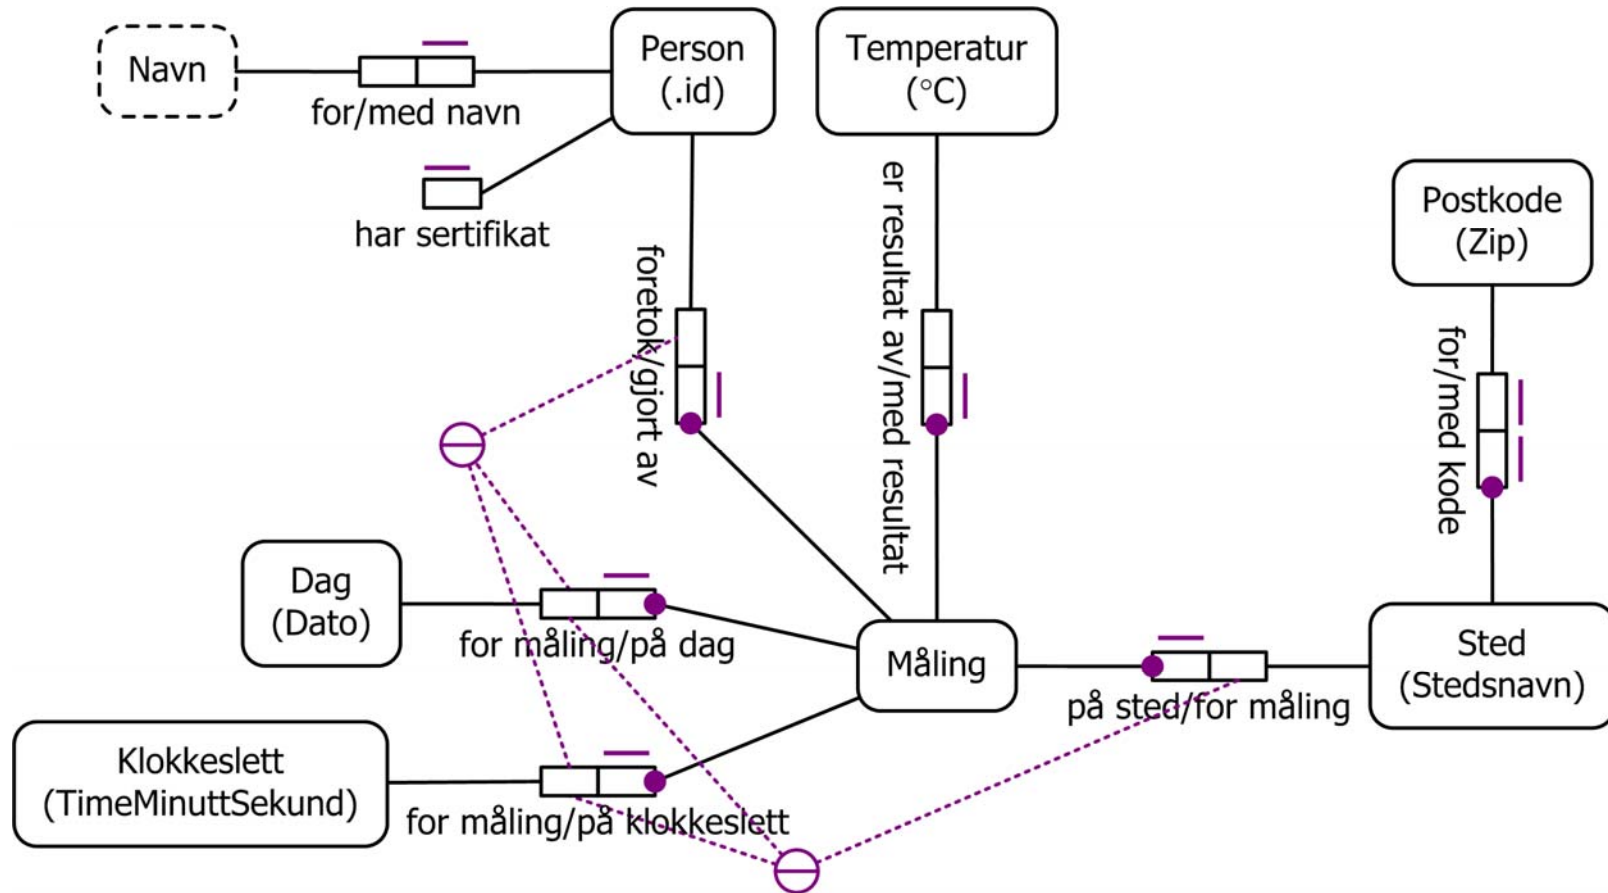 Navn
for/med navn
Person
(.id)
Temperatur
(°C)
har sertifikat
foretok/gjort av
er resultat av/med resultat
Postkode
(Zip)
for/med kode
Dag
(Dato)
for måling/på dag
Måling
på sted/for måling
Sted
(Stedsnavn)
Klokkeslett
(TimeMinuttSekund)
for måling/på klokkeslett